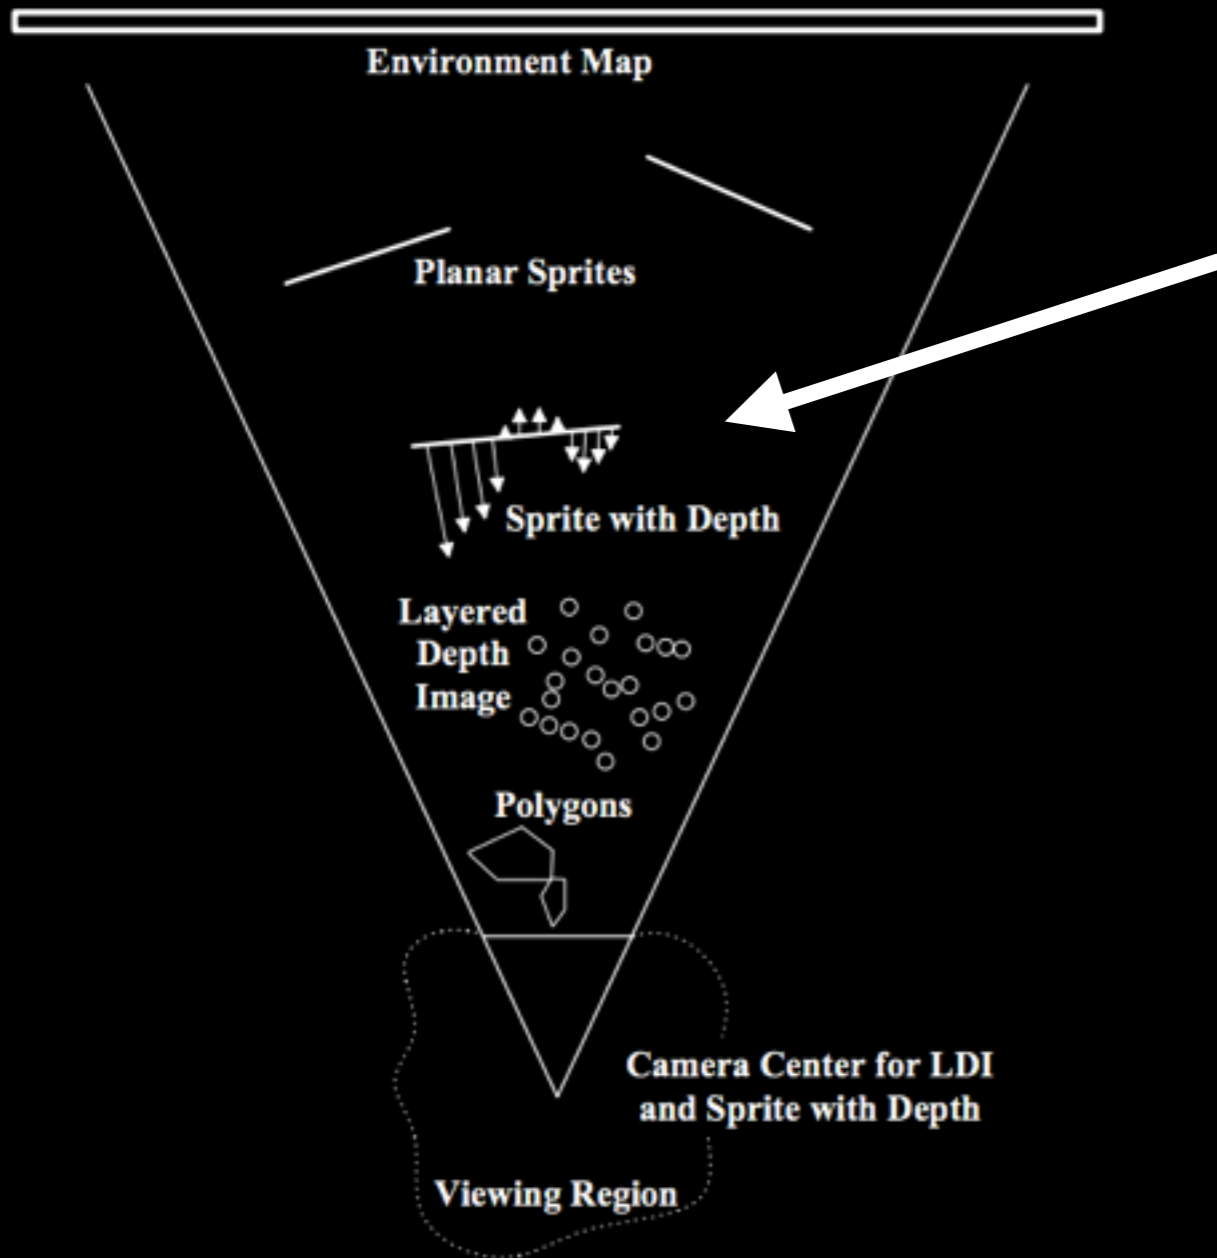 Environment Map
Planar Sprites
Sprite with Depth
Layered
Depth
Image
Polygons
Camera Center for LDI
and Sprite with Depth
Viewing Region